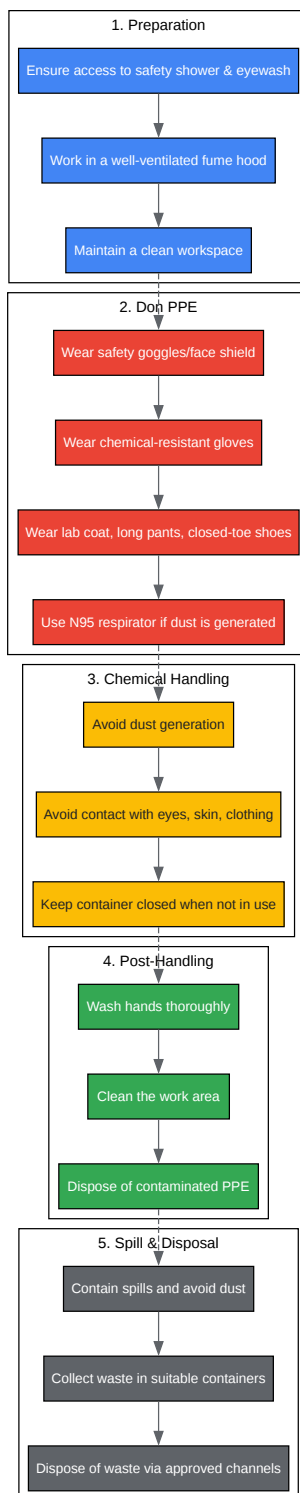 1. Preparation
Ensure access to safety shower & eyewash
Work in a well-ventilated fume hood
Maintain a clean workspace
2. Don PPE
Wear safety goggles/face shield
Wear chemical-resistant gloves
Wear lab coat, long pants, closed-toe shoes
Use N95 respirator if dust is generated
3. Chemical Handling
Avoid dust generation
Avoid contact with eyes, skin, clothing
Keep container closed when not in use
4. Post-Handling
Wash hands thoroughly
Clean the work area
Dispose of contaminated PPE
5. Spill & Disposal
Contain spills and avoid dust
Collect waste in suitable containers
Dispose of waste via approved channels